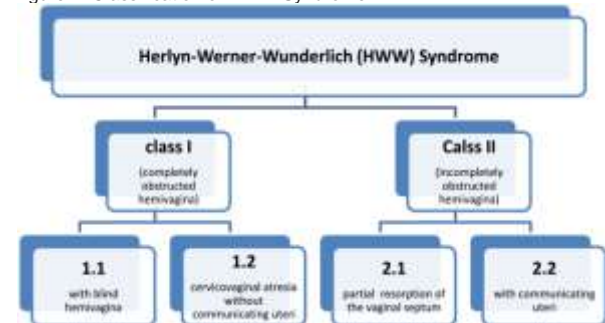 Herlyn-Werner-Wunderlich (HWW) Syndrome
class I
(completely
obstructed
hemivagina)
Calss II
(incompletely
obstructed
hemivagina)
1.1
with blind
hemivagina
1.2
cervicovaginal atresia
without
communicating uteri
2.1
partial resorption of
the vaginal septum
2.2
with communicating
uteri